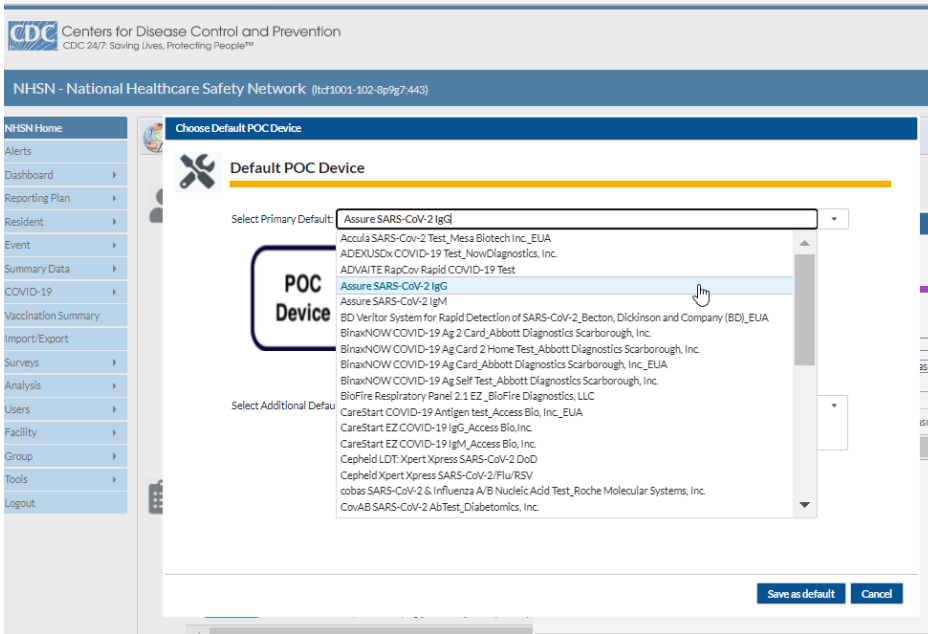 CDC Centers for Disease Control and Prevention
CDC 24/7: Saving Lives, Protecting People™
NHSN - National Healthcare Safety Network (ltcf1001-102-8p9g7:443)
NHSN Home
Alerts
Dashboard
Reporting Plan
Resident
Event
Summary Data
COVID-19
Vaccination Summary
Import/Export
Surveys
Analysis
Users
Facility
Group
Tools
Logout
Choose Default POC Device
Default POC Device
Select Primary Default: Assure SARS-CoV-2 IgG
Accula SARS-Cov-2 Test_Mesa Biotech Inc._EUA
ADEXUSDx COVID-19 Test_NowDiagnostics, Inc.
ADVAITE RapCov Rapid COVID-19 Test
Assure SARS-CoV-2 IgG
Assure SARS-CoV-2 IgM
BD Veritor System for Rapid Detection of SARS-CoV-2_Becton, Dickinson and Company (BD)_EUA
BinaxNOW COVID-19 Ag 2 Card_Abbott Diagnostics Scarborough, Inc.
BinaxNOW COVID-19 Ag Card 2 Home Test_Abbott Diagnostics Scarborough, Inc.
BinaxNOW COVID-19 Ag Card_Abbott Diagnostics Scarborough, Inc._EUA
BinaxNOW COVID-19 Ag Self Test_Abbott Diagnostics Scarborough, Inc.
BioFire Respiratory Panel 2.1 EZ _BioFire Diagnostics, LLC
CareStart COVID-19 Antigen test_Access Bio, Inc._EUA
CareStart EZ COVID-19 IgG_Access Bio,Inc.
CareStart EZ COVID-19 IgM_Access Bio, Inc.
Cepheid LDT: Xpert Xpress SARS-CoV-2 DoD
Cepheid Xpert Xpress SARS-CoV-2/Flu/RSV
cobas SARS-CoV-2 & Influenza A/B Nucleic Acid Test_Roche Molecular Systems, Inc.
CovAB SARS-CoV-2 AbTest_Diabetomics, Inc.
POC
Device
Select Additional Defau
Save as default
Cancel